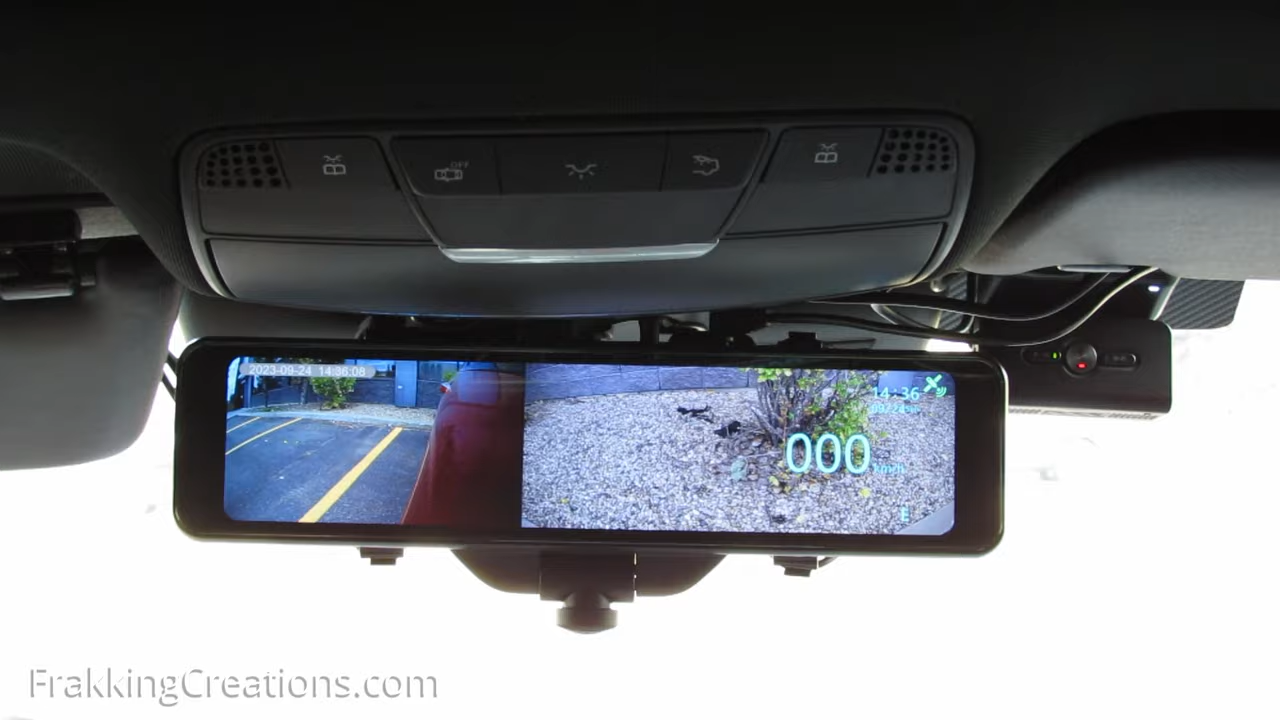 OFF
2023-09-24 14:36:08
14:36
000 km/h
E
FrakkingCreations.com